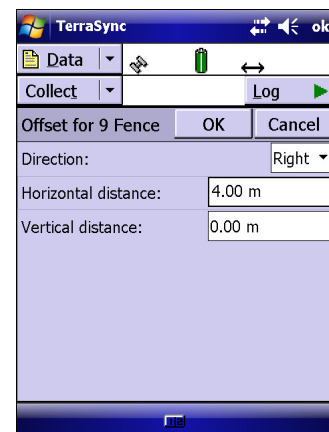 TerraSync ok
Data
Collect Log
Offset for 9 Fence OK Cancel
Direction: Right
Horizontal distance: 4.00 m
Vertical distance: 0.00 m